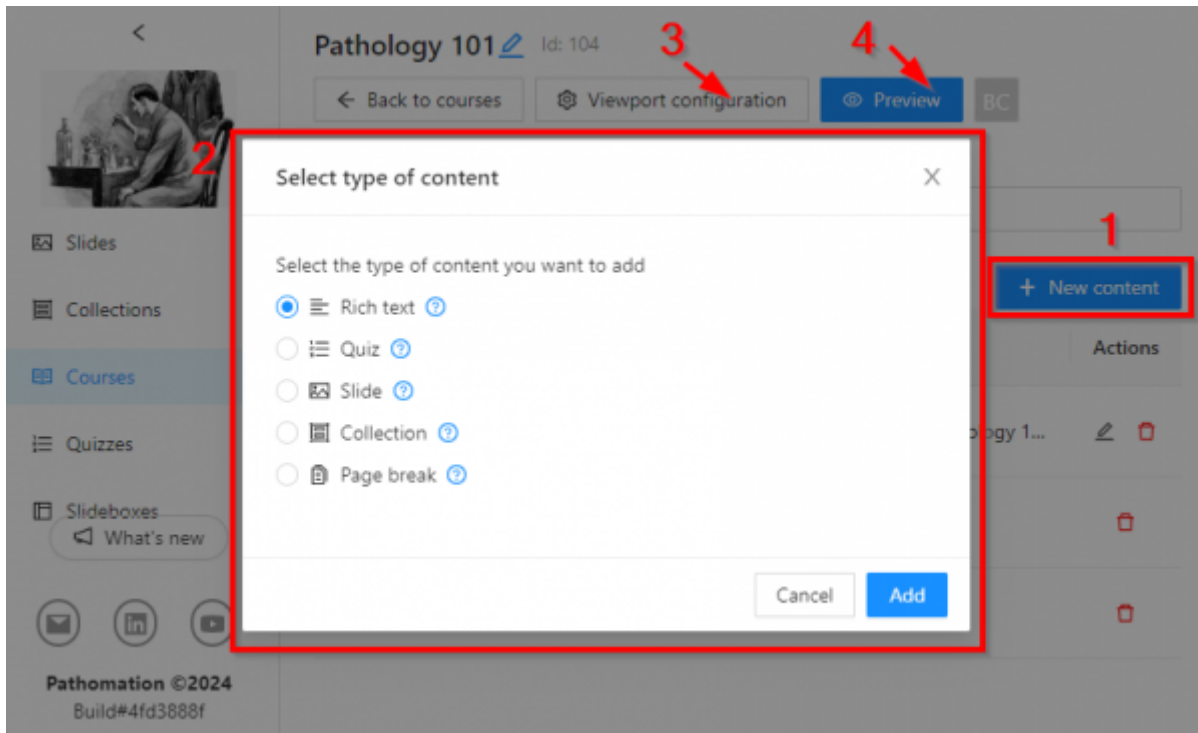 Pathology 101 Id: 104
3
4
Back to courses
Viewport configuration
Preview
BC
2
Select type of content
1
Slides
Select the type of content you want to add
New content
Rich text
Collections
Quiz
Actions
Courses
Slide
Collection
ogy 1...
Quizzes
Page break
Slideboxes
What's new
Cancel
Add
Pathomation ©2024
Build#4fd3888f